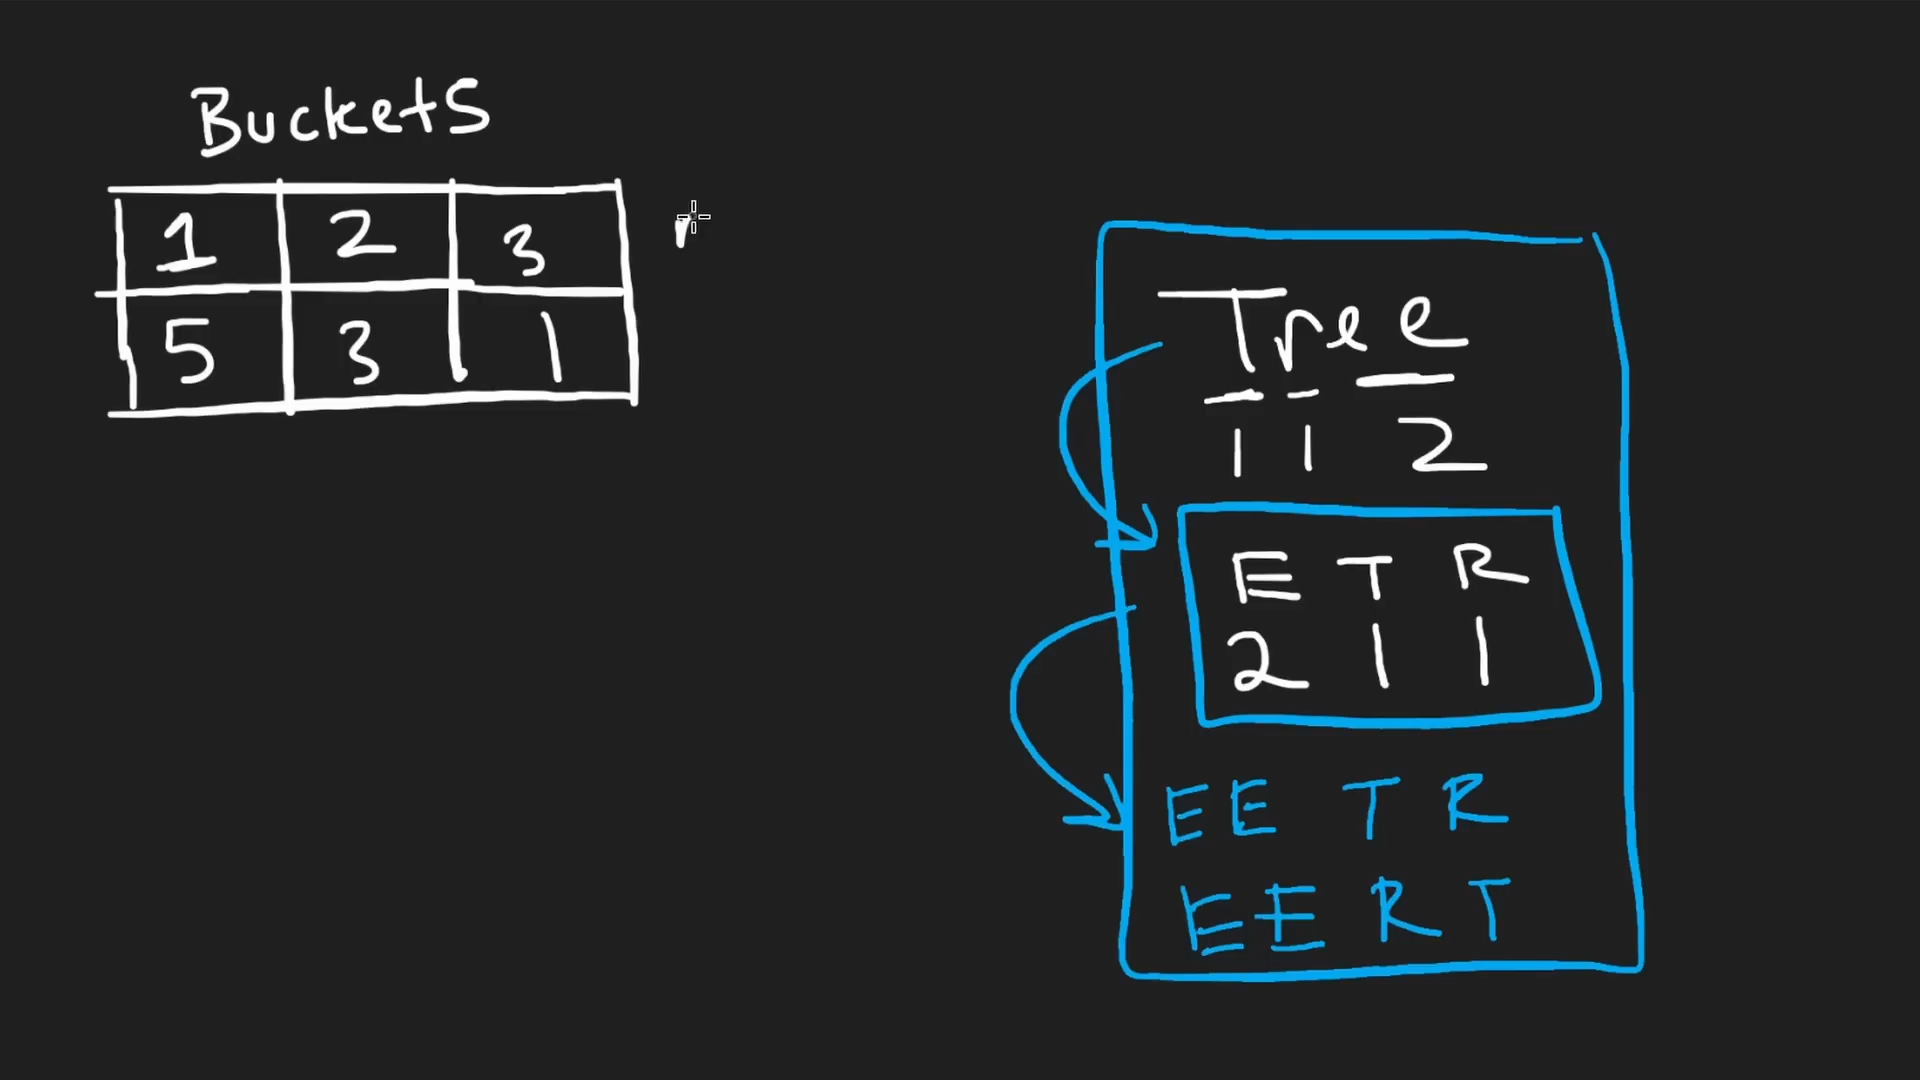 Buckets
1 2 3
5 3 1
r
Tree
1 1 2
E T R
2 1 1
EE T R
EE R T